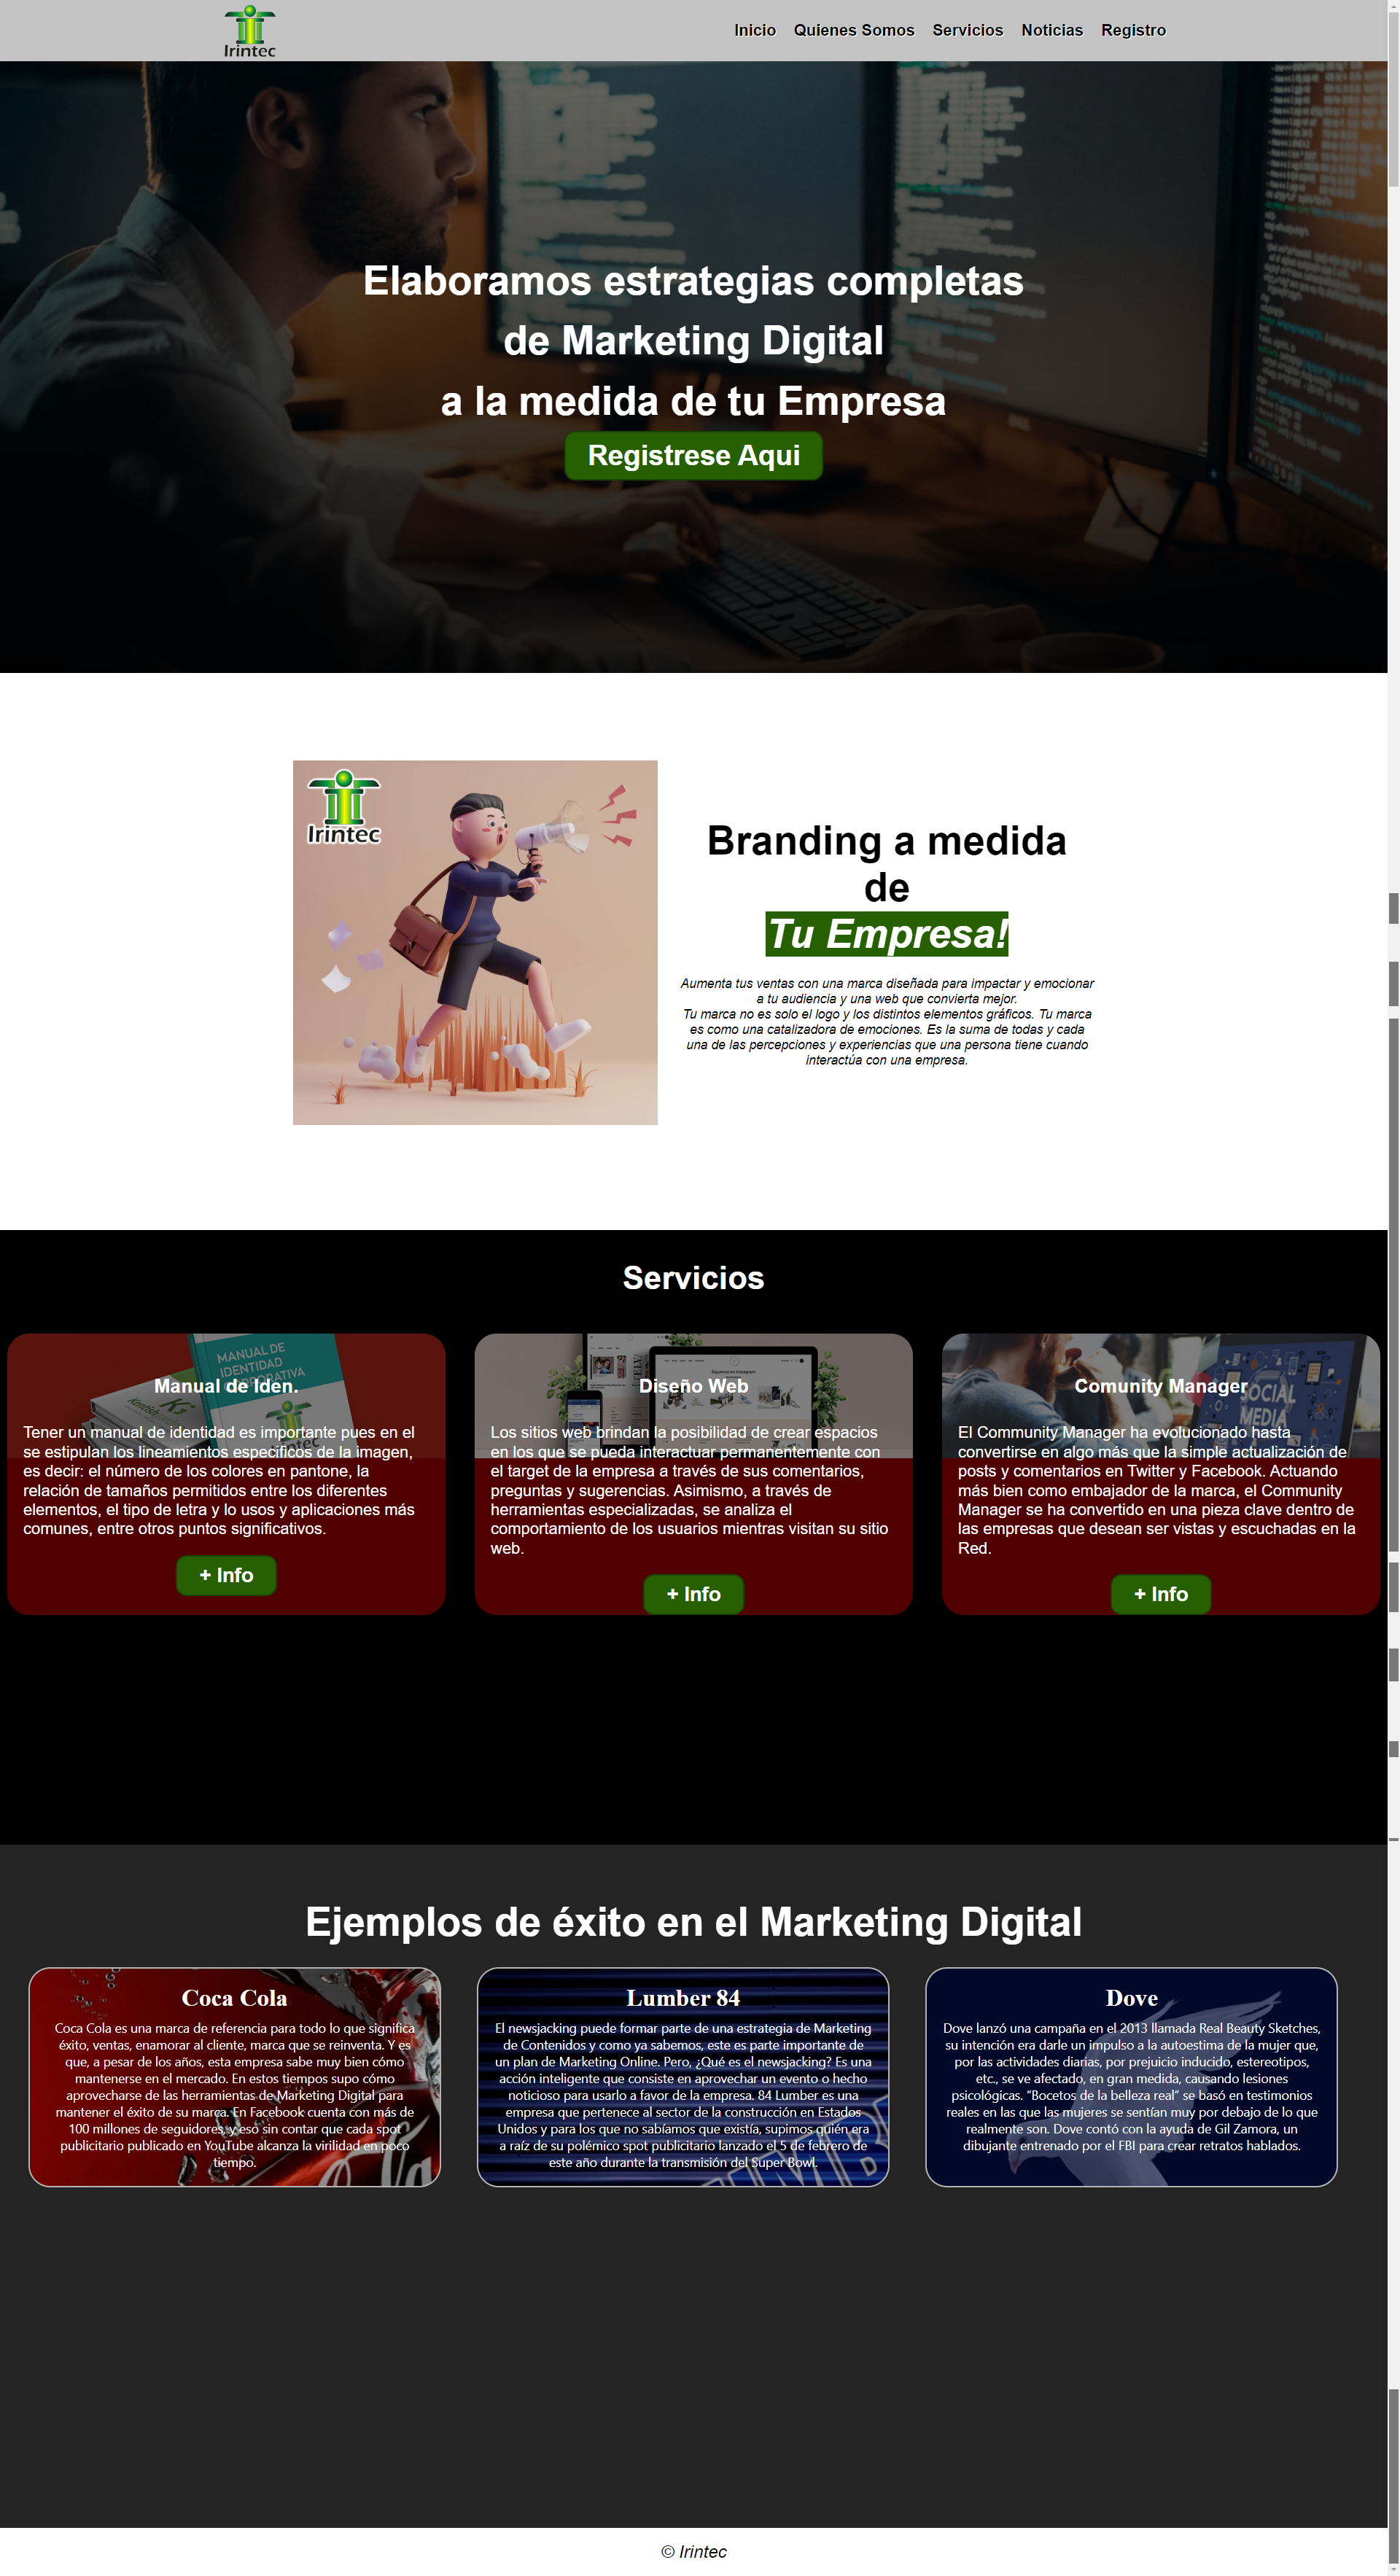 Irintec
Inicio Quienes Somos Servicios Noticias Registro
Elaboramos estrategias completas
de Marketing Digital
a la medida de tu Empresa
Registrese Aqui
Irintec
Branding a medida
de
Tu Empresa!
Aumenta tus ventas con una marca diseñada para impactar y emocionar
a tu audiencia y una web que convierta mejor.
Tu marca no es solo el logo y los distintos elementos gráficos. Tu marca
es como una catalizadora de emociones. Es la suma de todas y cada
una de las percepciones y experiencias que una persona tiene cuando
interactúa con una empresa.
Servicios
MANUAL DE
IDENTIDAD
CORPORATIVA
Manual de Iden.
Tener un manual de identidad es importante pues en el
se estipulan los lineamientos especificos de la imagen,
es decir: el número de los colores en pantone, la
relación de tamaños permitidos entre los diferentes
elementos, el tipo de letra y lo usos y aplicaciones más
comunes, entre otros puntos significativos.
+ Info
Diseño Web
Los sitios web brindan la posibilidad de crear espacios
en los que se pueda interactuar permanentemente con
el target de la empresa a través de sus comentarios,
preguntas y sugerencias. Asimismo, a través de
herramientas especializadas, se analiza el
comportamiento de los usuarios mientras visitan su sitio
web.
+ Info
SOCIAL
MEDIA
Comunity Manager
El Community Manager ha evolucionado hasta
convertirse en algo más que la simple actualización de
posts y comentarios en Twitter y Facebook. Actuando
más bien como embajador de la marca, el Community
Manager se ha convertido en una pieza clave dentro de
las empresas que desean ser vistas y escuchadas en la
Red.
+ Info
Ejemplos de éxito en el Marketing Digital
Coca Cola
Coca Cola es una marca de referencia para todo lo que significa
éxito, ventas, enamorar al cliente, marca que se reinventa. Y es
que, a pesar de los años, esta empresa sabe muy bien cómo
mantenerse en el mercado. En estos tiempos supo cómo
aprovecharse de las herramientas de Marketing Digital para
mantener el éxito de su marca. En Facebook cuenta con más de
100 millones de seguidores, y eso sin contar que cada spot
publicitario publicado en YouTube alcanza la virilidad en poco
tiempo.
Lumber 84
El newsjacking puede formar parte de una estrategia de Marketing
de Contenidos y como ya sabemos, este es parte importante de
un plan de Marketing Online. Pero, ¿Qué es el newsjacking? Es una
acción inteligente que consiste en aprovechar un evento o hecho
noticioso para usarlo a favor de la empresa. 84 Lumber es una
empresa que pertenece al sector de la construcción en Estados
Unidos y para los que no sabíamos que existía, supimos quién era
a raíz de su polémico spot publicitario lanzado el 5 de febrero de
este año durante la transmisión del Super Bowl.
Dove
Dove lanzó una campaña en el 2013 llamada Real Beauty Sketches,
su intención era darle un impulso a la autoestima de la mujer que,
por las actividades diarias, por prejuicio inducido, estereotipos,
etc., se ve afectado, en gran medida, causando lesiones
psicológicas. “Bocetos de la belleza real” se basó en testimonios
reales en las que las mujeres se sentían muy por debajo de lo que
realmente son. Dove contó con la ayuda de Gil Zamora, un
dibujante entrenado por el FBI para crear retratos hablados.
© Irintec